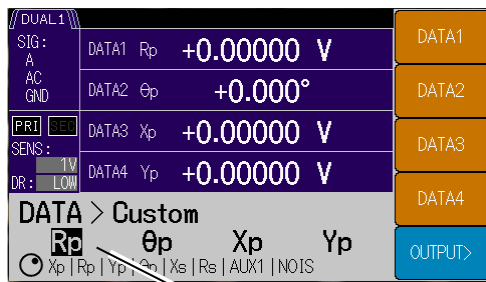 DUAL1
SIG:
A
AC
GND
PRI SEC
SENS:
1V
DR: LOW
DATA1 Rp +0.00000 V
DATA2 θp +0.000°
DATA3 Xp +0.00000 V
DATA4 Yp +0.00000 V
DATA > Custom
Rp θp Xp Yp
Xp | Rp | Yp | θp | Xs | Rs | AUX1 | NOIS
DATA1
DATA2
DATA3
DATA4
OUTPUT>